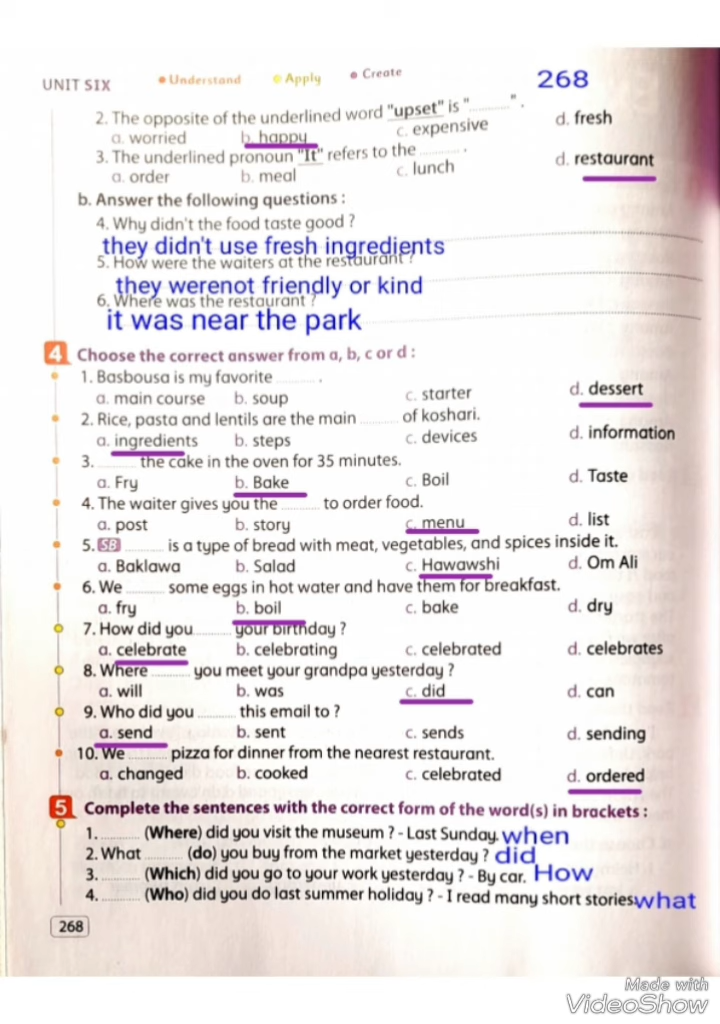 UNIT SIX • Understand • Apply • Create 268
2. The opposite of the underlined word "upset" is "..........." .
a. worried b. happy c. expensive d. fresh
3. The underlined pronoun "It" refers to the ........... .
a. order b. meal c. lunch d. restaurant
b. Answer the following questions :
4. Why didn't the food taste good ?
they didn't use fresh ingredients
5. How were the waiters at the restaurant ?
they werenot friendly or kind
6. Where was the restaurant ?
it was near the park
4 Choose the correct answer from a, b, c or d :
1. Basbousa is my favorite ........... .
a. main course b. soup c. starter d. dessert
2. Rice, pasta and lentils are the main ........... of koshari.
a. ingredients b. steps c. devices d. information
3. ........... the cake in the oven for 35 minutes.
a. Fry b. Bake c. Boil d. Taste
4. The waiter gives you the ........... to order food.
a. post b. story c. menu d. list
5. SB ........... is a type of bread with meat, vegetables, and spices inside it.
a. Baklawa b. Salad c. Hawawshi d. Om Ali
6. We ........... some eggs in hot water and have them for breakfast.
a. fry b. boil c. bake d. dry
7. How did you ........... your birthday ?
a. celebrate b. celebrating c. celebrated d. celebrates
8. Where ........... you meet your grandpa yesterday ?
a. will b. was c. did d. can
9. Who did you ........... this email to ?
a. send b. sent c. sends d. sending
10. We ........... pizza for dinner from the nearest restaurant.
a. changed b. cooked c. celebrated d. ordered
5 Complete the sentences with the correct form of the word(s) in brackets :
1. ........... (Where) did you visit the museum ? - Last Sunday. when
2. What ........... (do) you buy from the market yesterday ? did
3. ........... (Which) did you go to your work yesterday ? - By car. How
4. ........... (Who) did you do last summer holiday ? - I read many short stories. what
268
Made with
VideoShow